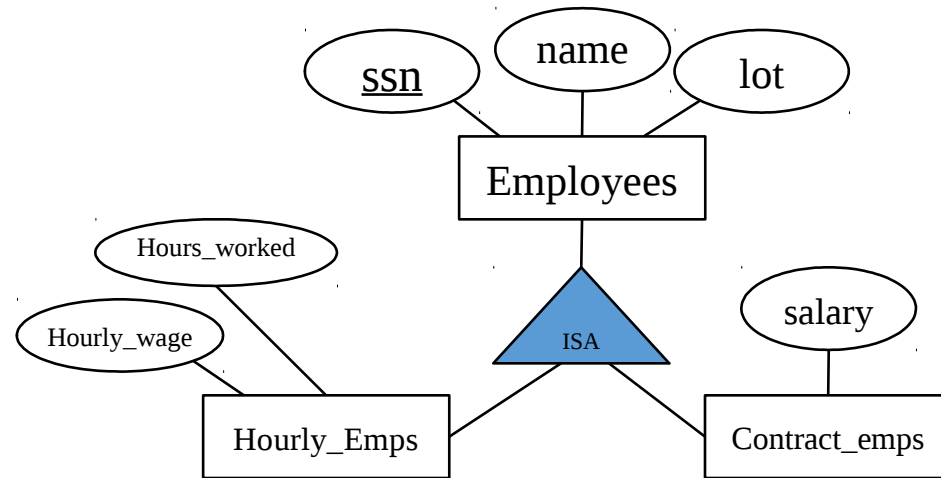 ssn
name
lot
Employees
Hours_worked
Hourly_wage
ISA
salary
Hourly_Emps
Contract_emps